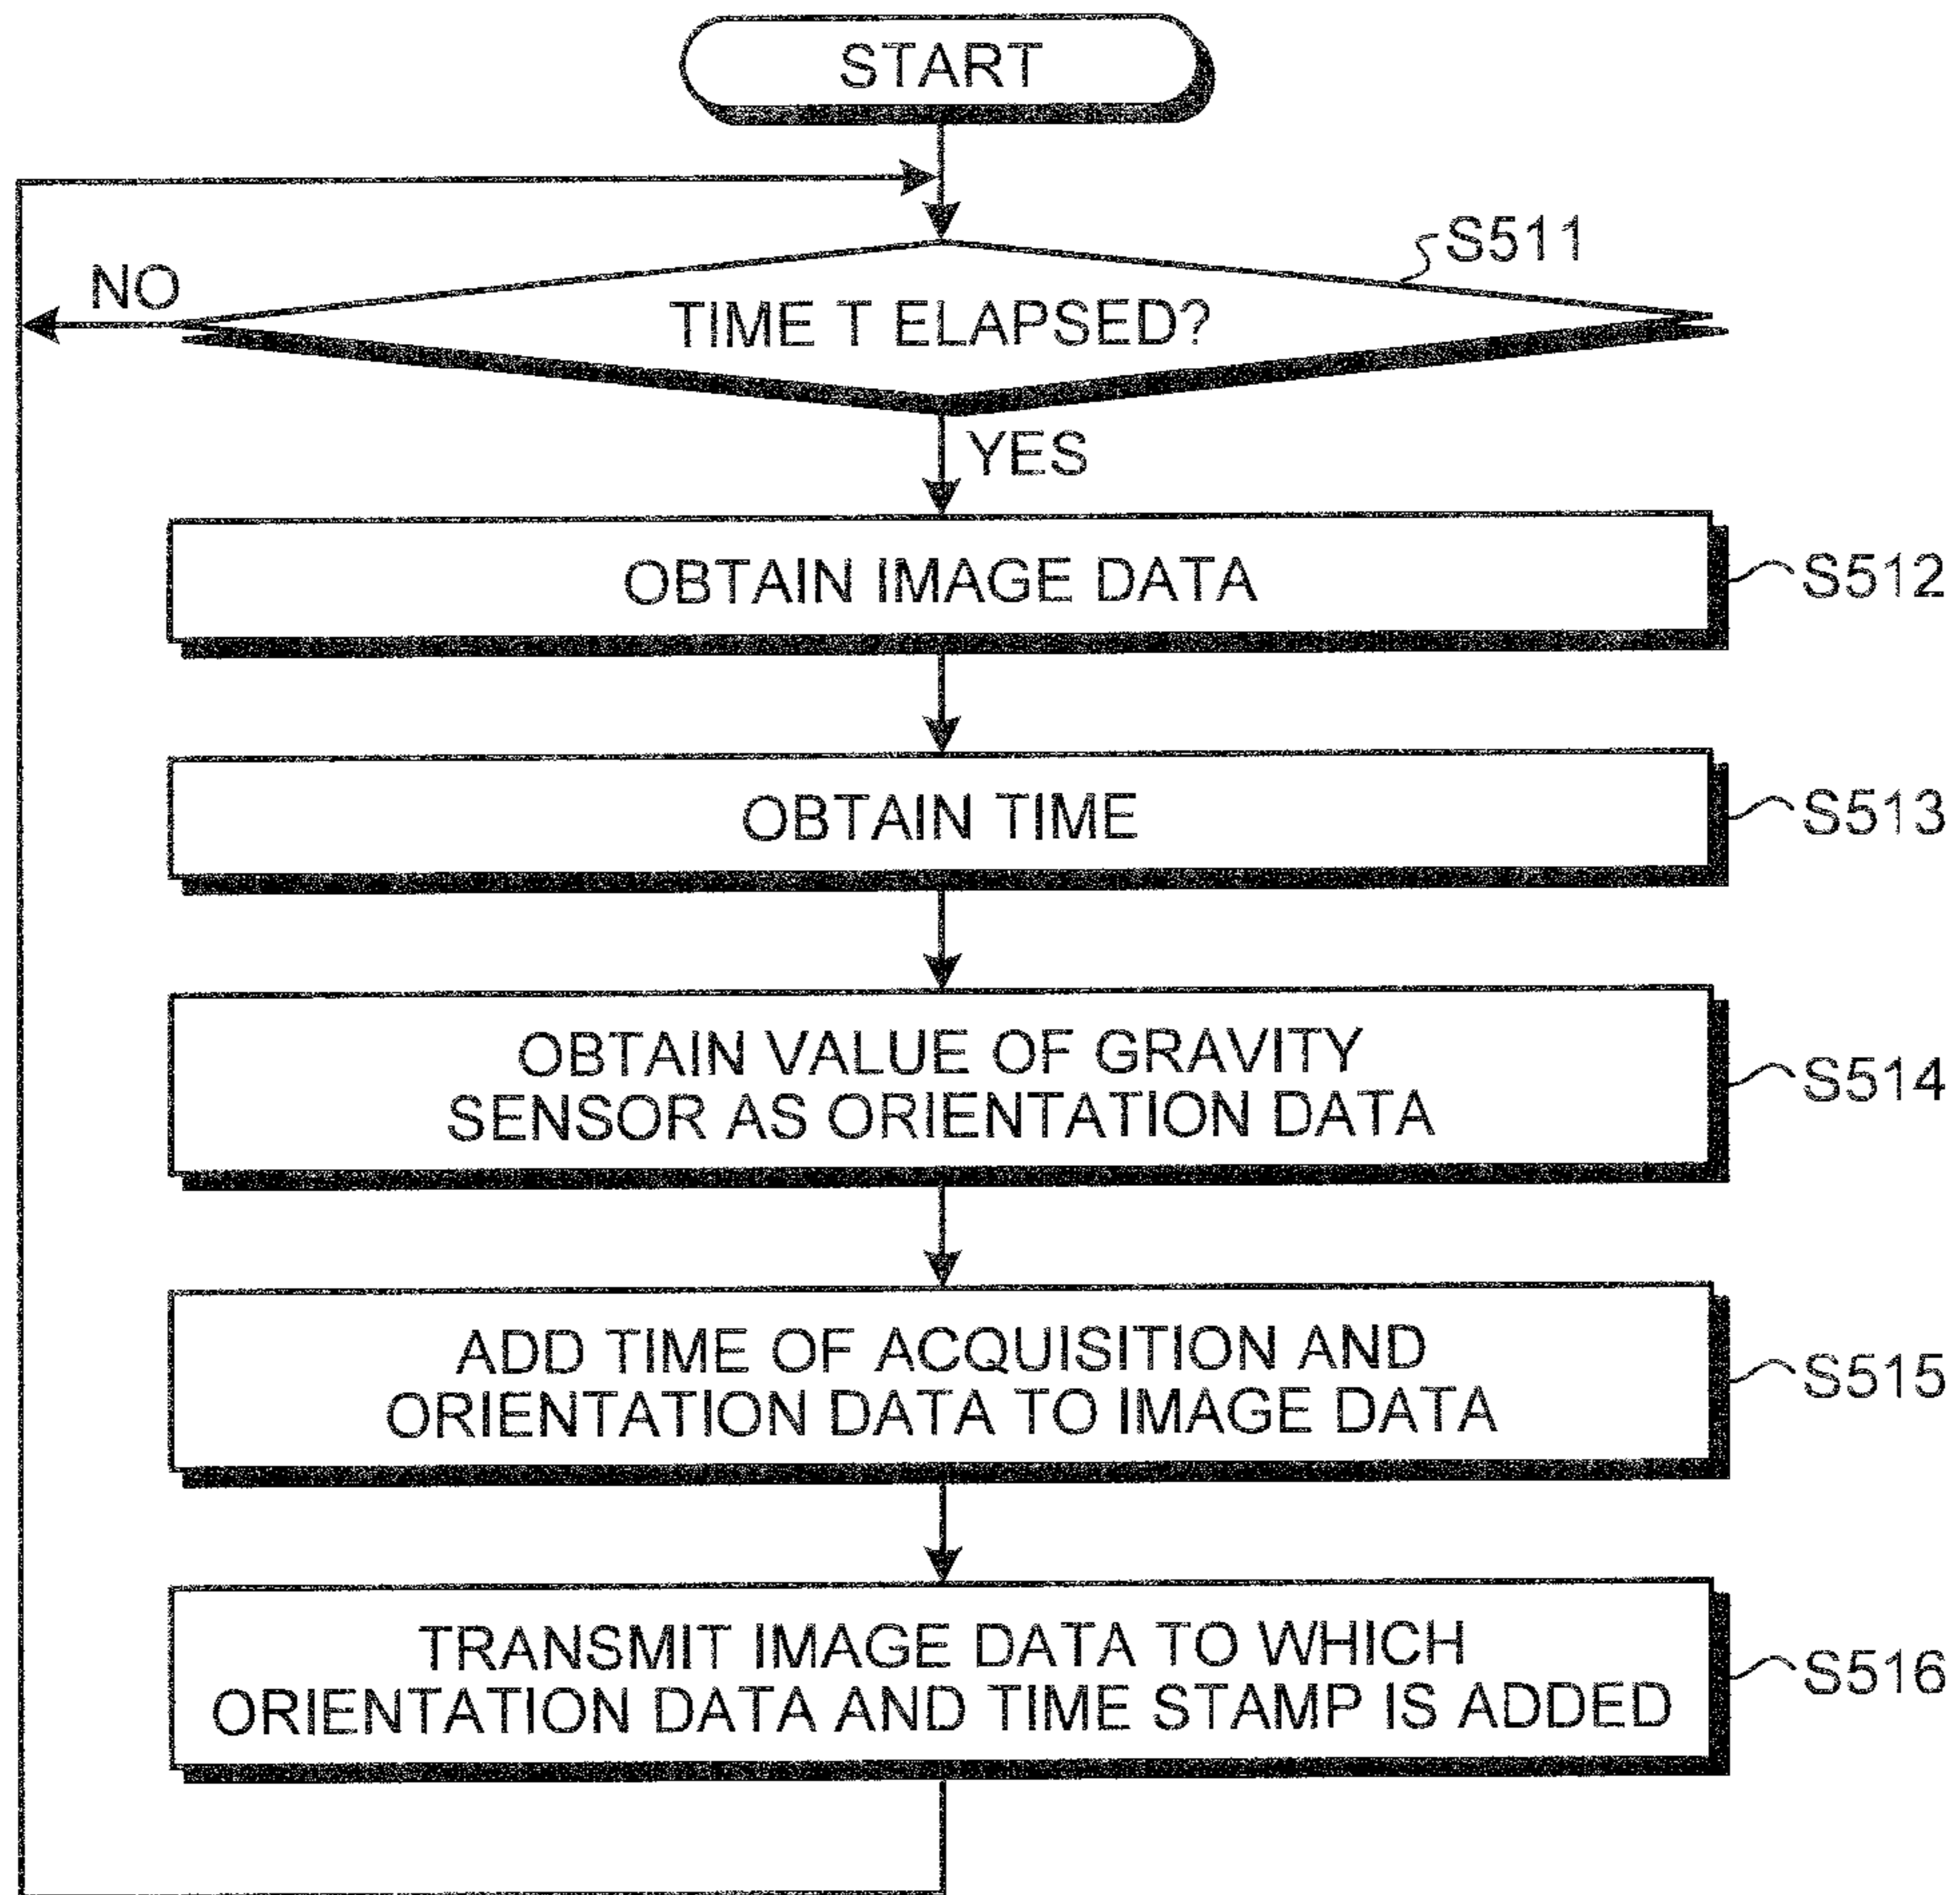 START
S511
NO
TIME T ELAPSED?
YES
OBTAIN IMAGE DATA
S512
OBTAIN TIME
S513
OBTAIN VALUE OF GRAVITY
SENSOR AS ORIENTATION DATA
S514
ADD TIME OF ACQUISITION AND
ORIENTATION DATA TO IMAGE DATA
S515
TRANSMIT IMAGE DATA TO WHICH
ORIENTATION DATA AND TIME STAMP IS ADDED
S516